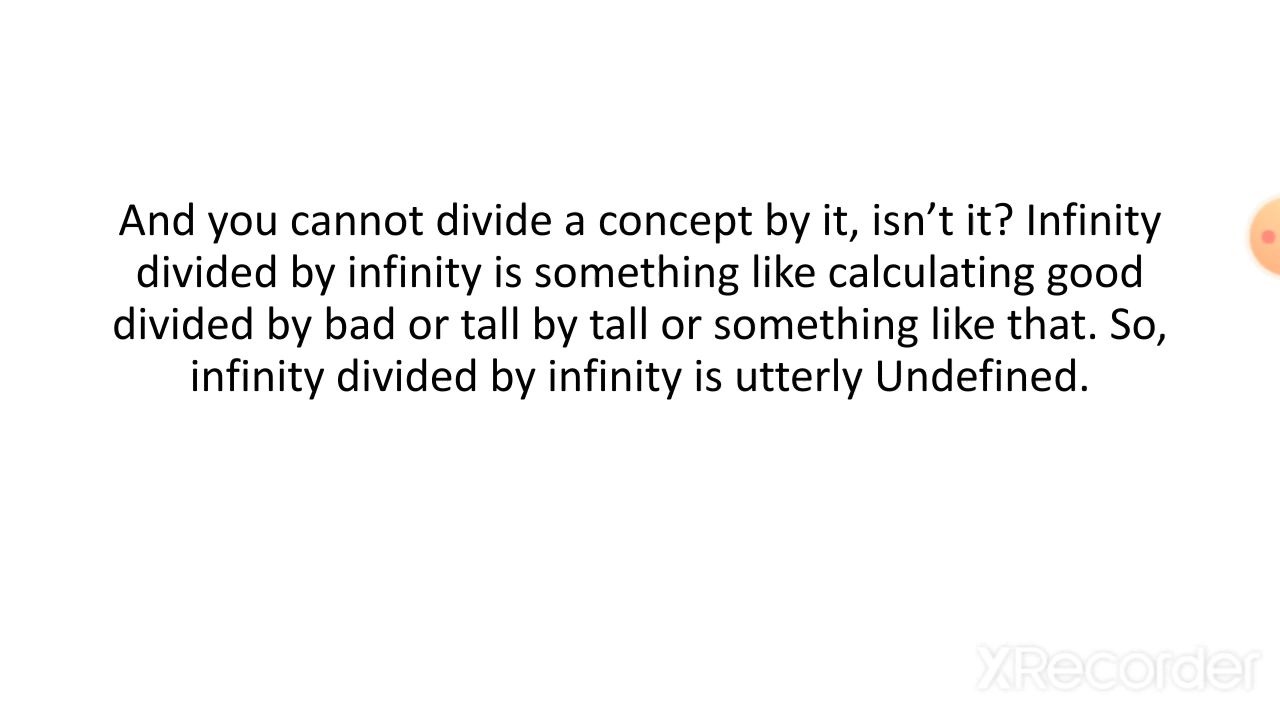 And you cannot divide a concept by it, isn’t it? Infinity
divided by infinity is something like calculating good
divided by bad or tall by tall or something like that. So,
infinity divided by infinity is utterly Undefined.
XRecorder